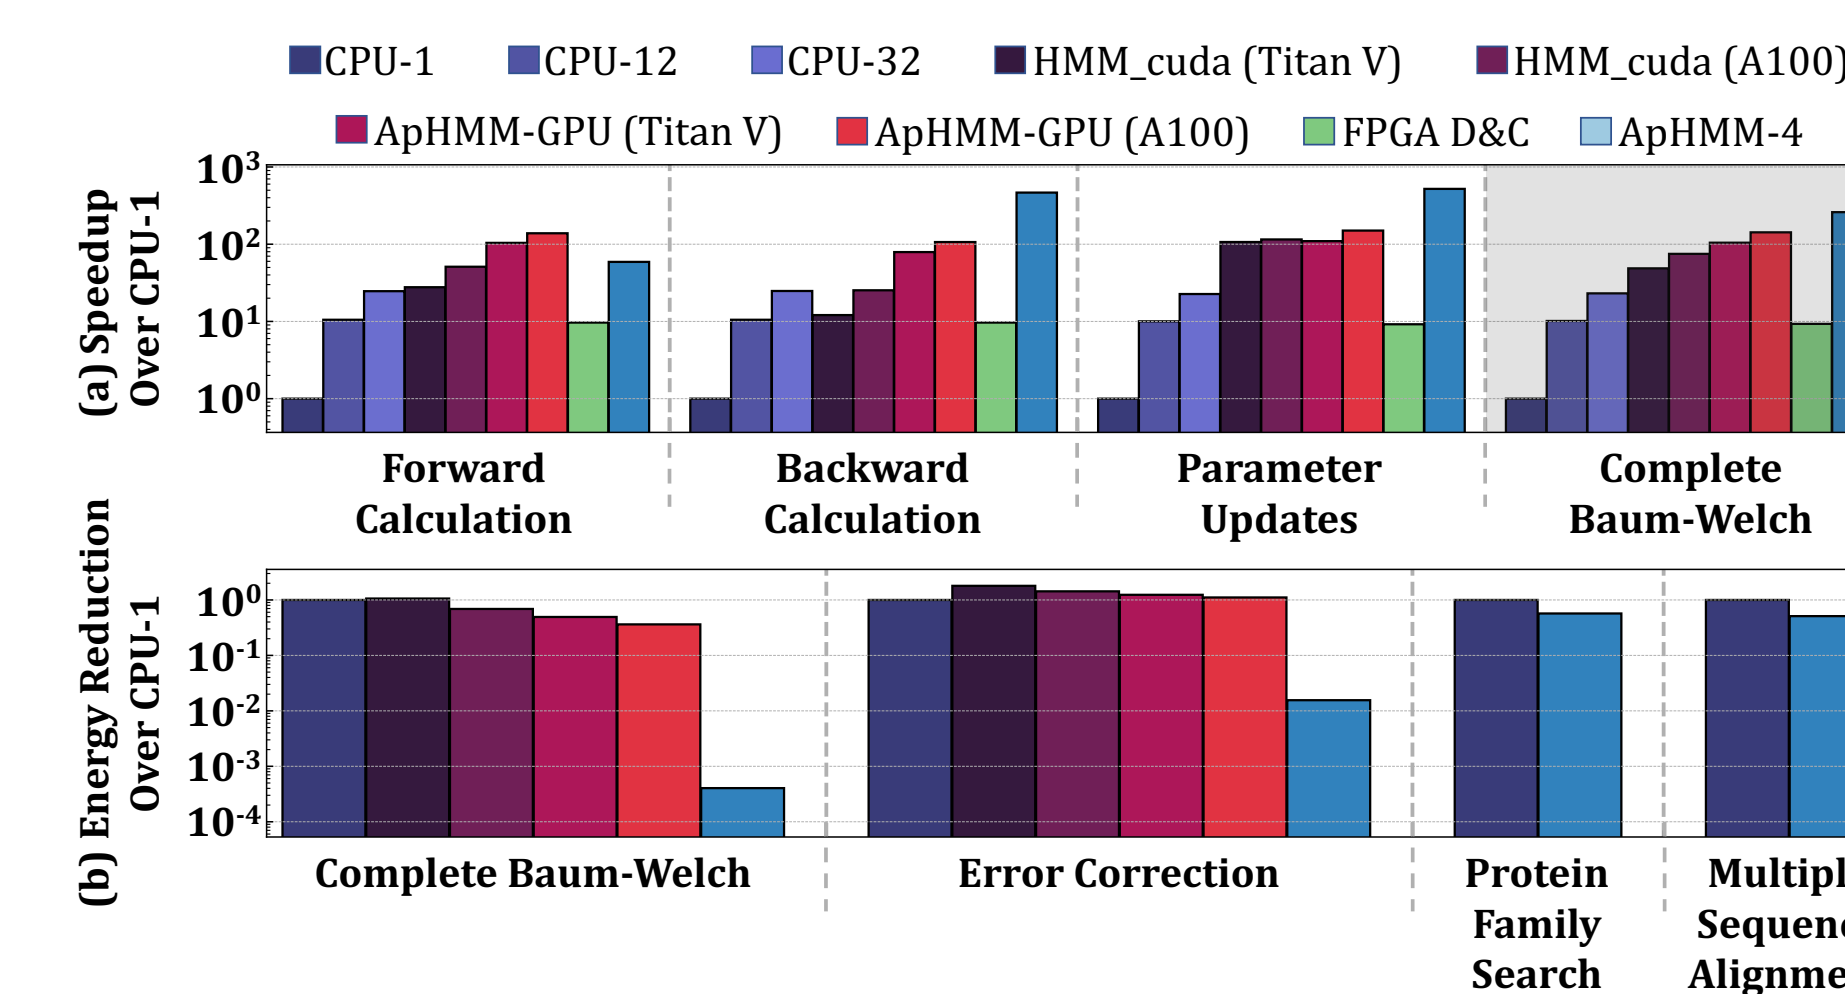 CPU-1 CPU-12 CPU-32 HMM_cuda (Titan V) HMM_cuda (A100)
ApHMM-GPU (Titan V) ApHMM-GPU (A100) FPGA D&C ApHMM-4
(a) Speedup
Over CPU-1
10³
10²
10¹
10⁰
Forward
Calculation
Backward
Calculation
Parameter
Updates
Complete
Baum-Welch
(b) Energy Reduction
Over CPU-1
10⁰
10⁻¹
10⁻²
10⁻³
10⁻⁴
Complete Baum-Welch
Error Correction
Protein
Family
Search